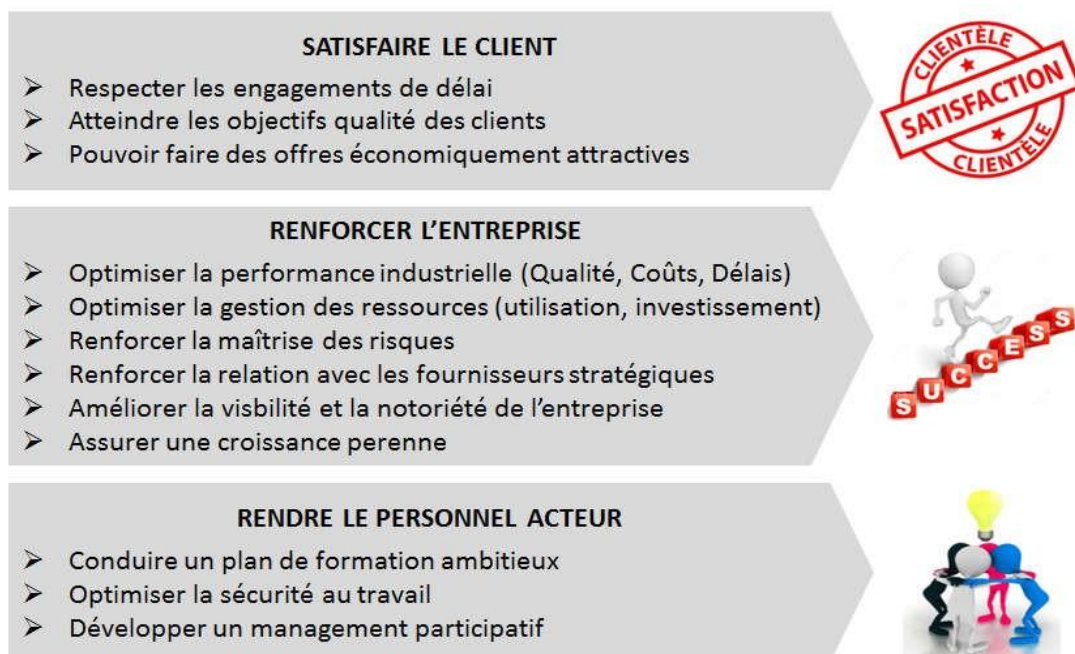 SATISFAIRE LE CLIENT
➢ Respecter les engagements de délai
➢ Atteindre les objectifs qualité des clients
➢ Pouvoir faire des offres économiquement attractives
CLIENTÈLE
SATISFACTION
CLIENTÈLE
RENFORCER L’ENTREPRISE
➢ Optimiser la performance industrielle (Qualité, Coûts, Délais)
➢ Optimiser la gestion des ressources (utilisation, investissement)
➢ Renforcer la maîtrise des risques
➢ Renforcer la relation avec les fournisseurs stratégiques
➢ Améliorer la visbilité et la notoriété de l’entreprise
➢ Assurer une croissance perenne
SUCCESS
RENDRE LE PERSONNEL ACTEUR
➢ Conduire un plan de formation ambitieux
➢ Optimiser la sécurité au travail
➢ Développer un management participatif